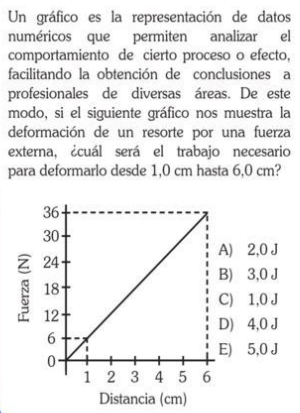 Un gráfico es la representación de datos
numéricos que permiten analizar el
comportamiento de cierto proceso o efecto,
facilitando la obtención de conclusiones a
profesionales de diversas áreas. De este
modo, si el siguiente gráfico nos muestra la
deformación de un resorte por una fuerza
externa, ¿cuál será el trabajo necesario
para deformarlo desde 1,0 cm hasta 6,0 cm?
Fuerza (N)
36
30
24
18
12
6
0
1 2 3 4 5 6
Distancia (cm)
A) 2,0 J
B) 3,0 J
C) 1,0 J
D) 4,0 J
E) 5,0 J